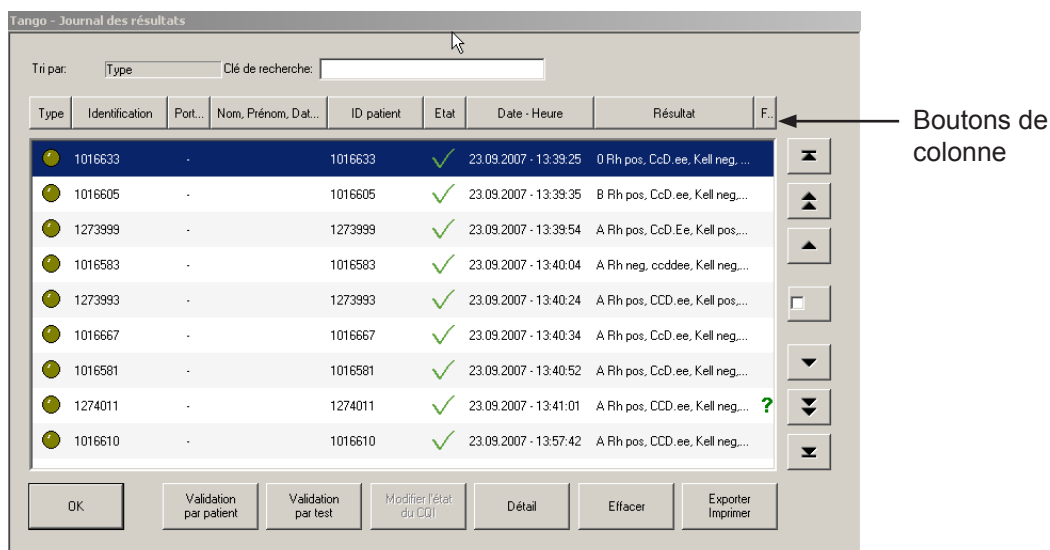 Tango - Journal des résultats
Tri par: Type Clé de recherche:
Type Identification Port... Nom, Prénom, Dat... ID patient Etat Date - Heure Résultat F..
Boutons de
colonne
1016633 - 1016633 23.09.2007 - 13:39:25 0 Rh pos, CcD.ee, Kell neg, ...
1016605 - 1016605 23.09.2007 - 13:39:35 B Rh pos, CcD.ee, Kell neg,...
1273999 - 1273999 23.09.2007 - 13:39:54 A Rh pos, CcD.Ee, Kell pos,...
1016583 - 1016583 23.09.2007 - 13:40:04 A Rh neg, ccddee, Kell neg,...
1273993 - 1273993 23.09.2007 - 13:40:24 A Rh pos, CCD.ee, Kell pos,...
1016667 - 1016667 23.09.2007 - 13:40:34 A Rh pos, CcD.ee, Kell neg,...
1016581 - 1016581 23.09.2007 - 13:40:52 A Rh pos, CcD.ee, Kell neg,...
1274011 - 1274011 23.09.2007 - 13:41:01 A Rh pos, CCD.ee, Kell neg,... ?
1016610 - 1016610 23.09.2007 - 13:57:42 A Rh pos, CCD.ee, Kell neg,...
OK
Validation
par patient
Validation
par test
Modifier l'état
du CQI
Détail
Effacer
Exporter
Imprimer